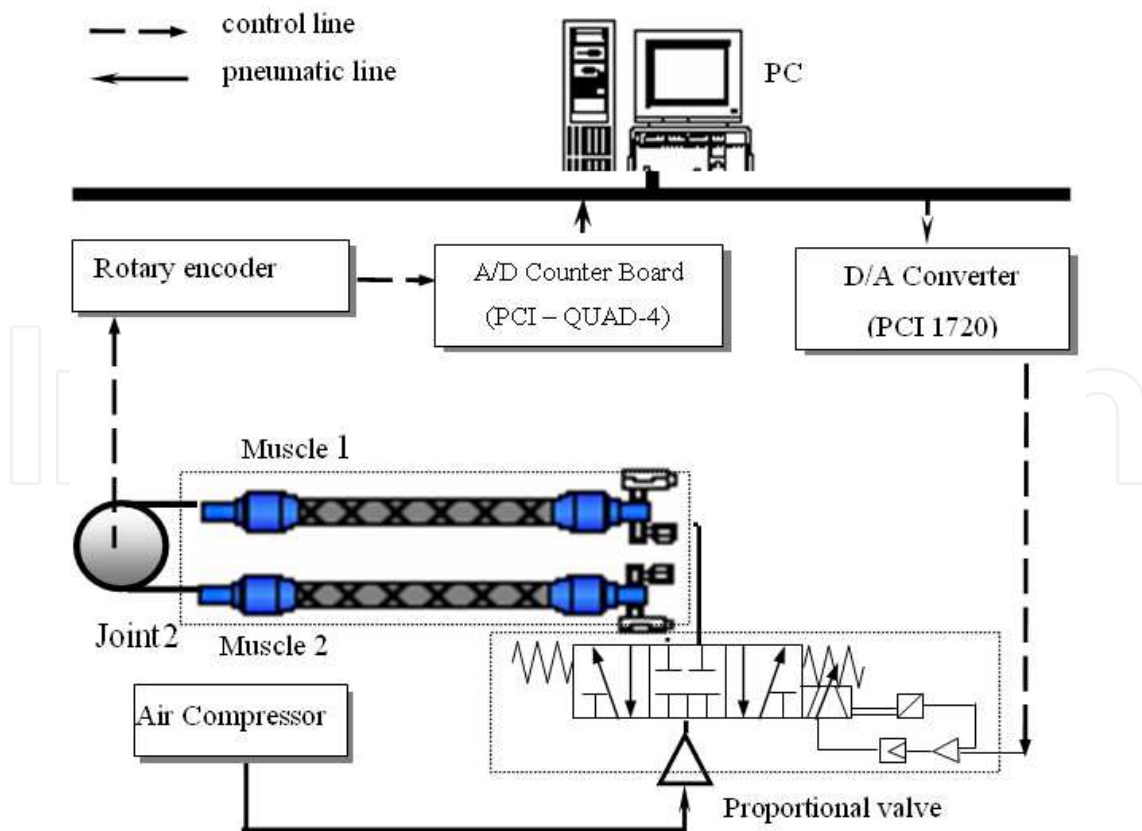 control line
pneumatic line
PC
Rotary encoder
A/D Counter Board
(PCI – QUAD-4)
D/A Converter
(PCI 1720)
Muscle 1
Joint2
Muscle 2
Air Compressor
Proportional valve